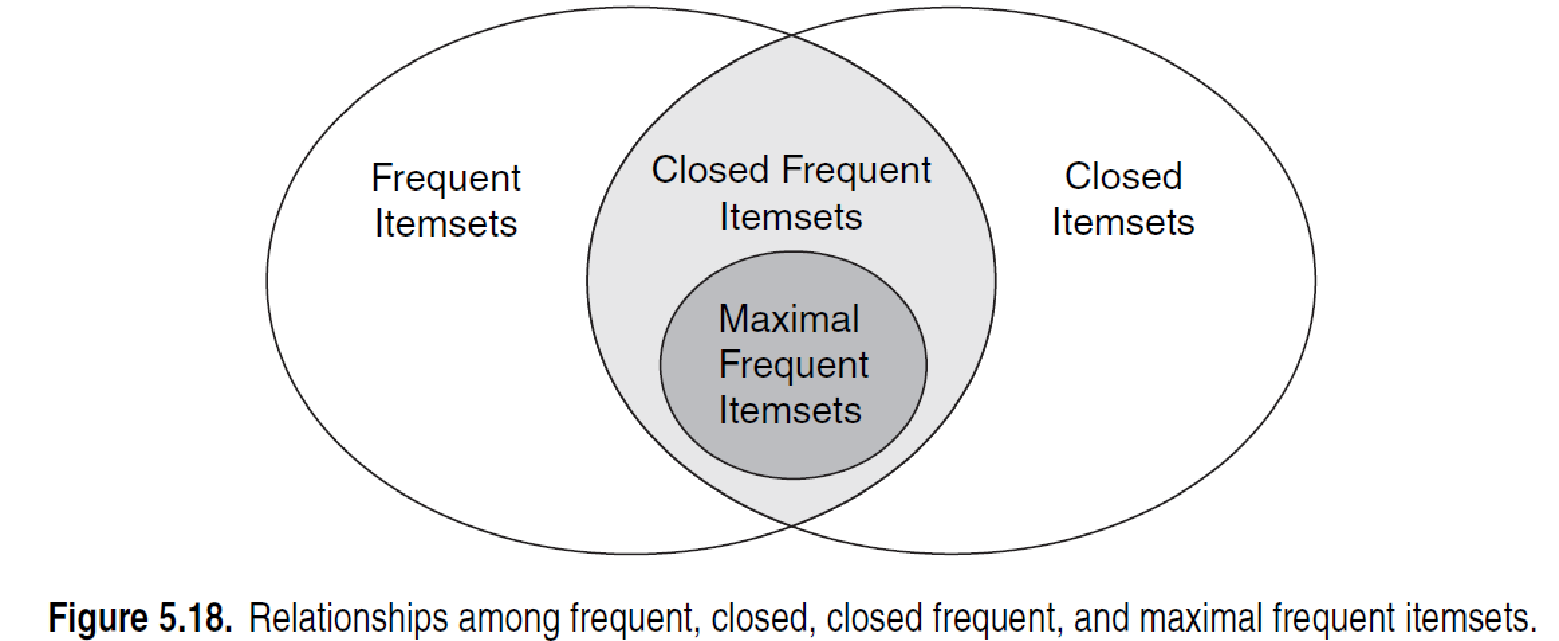 Frequent
Itemsets
Closed Frequent
Itemsets
Closed
Itemsets
Maximal
Frequent
Itemsets
Figure 5.18. Relationships among frequent, closed, closed frequent, and maximal frequent itemsets.